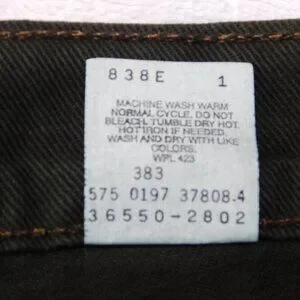 838E 1
MACHINE WASH WARM
NORMAL CYCLE. DO NOT
BLEACH. TUMBLE DRY HOT.
HOT IRON IF NEEDED.
WASH AND DRY WITH LIKE
COLORS.
WPL 423
383
575 0197 37808.4
36550-2802